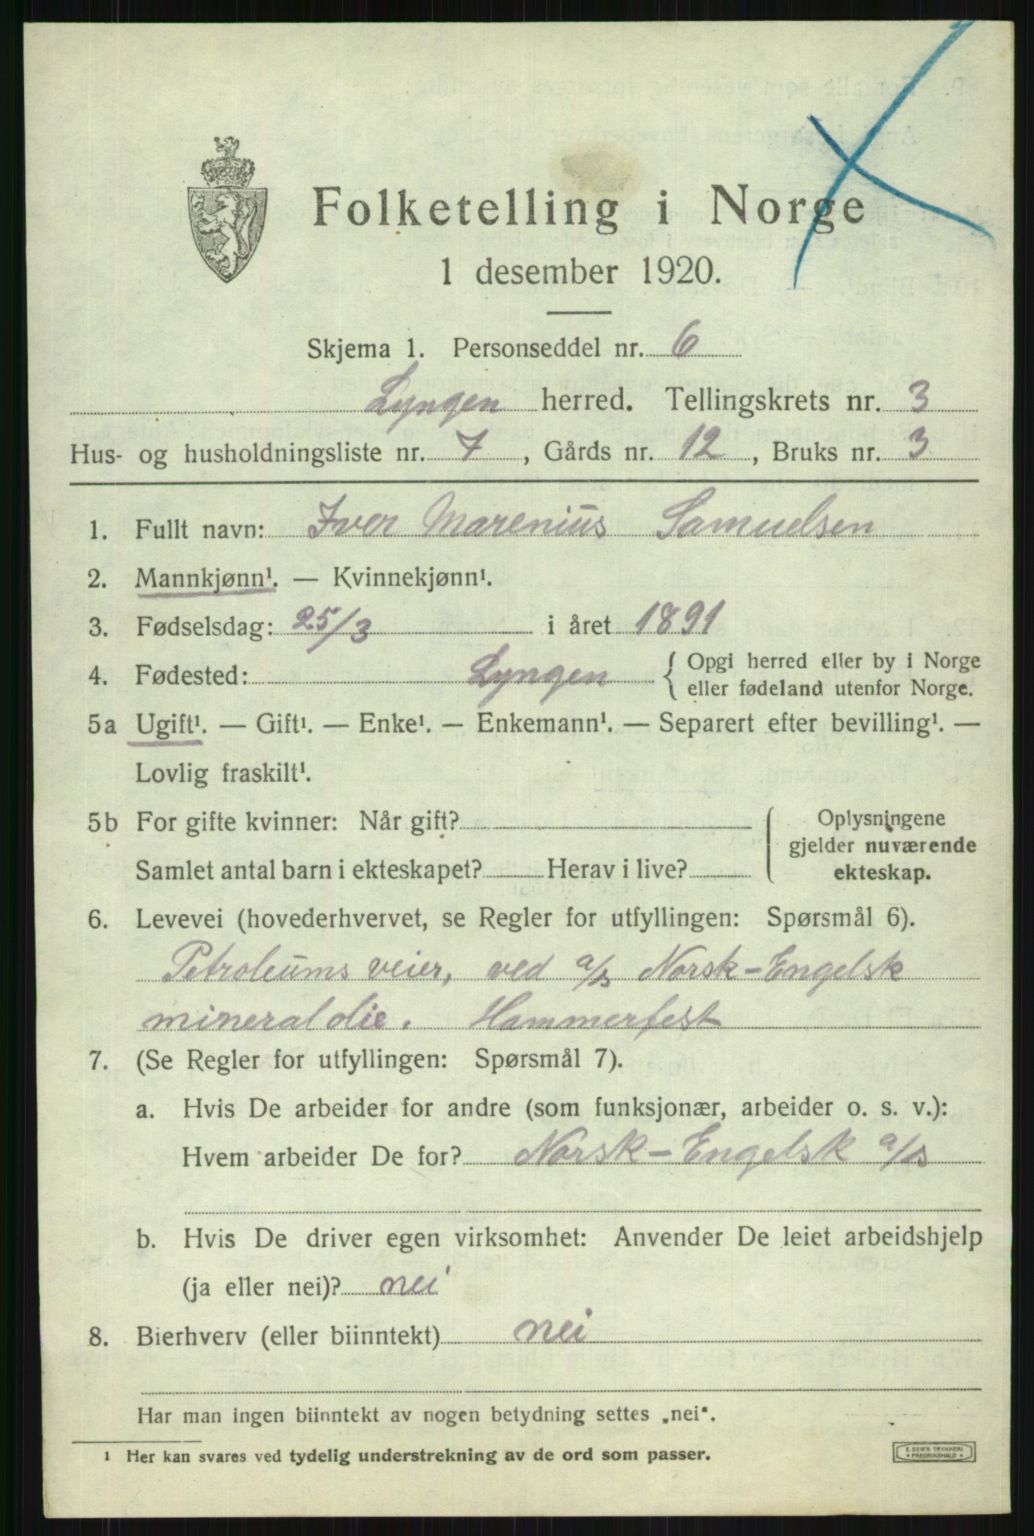 Folketelling i Norge
1 desember 1920.
Skjema 1. Personseddel nr. 6
Lyngen herred. Tellingskrets nr. 3
Hus- og husholdningsliste nr. 7, Gårds nr. 12, Bruks nr. 3
1. Fullt navn: Iver Marenius Samuelsen
2. Mannkjønn¹. — Kvinnekjønn¹.
3. Fødselsdag: 25/3 i året 1891
4. Fødested: Lyngen { Opgi herred eller by i Norge
eller fødeland utenfor Norge.
5a Ugift¹. — Gift¹. — Enke¹. — Enkemann¹. — Separert efter bevilling¹. —
Lovlig fraskilt¹.
5b For gifte kvinner: Når gift?
Samlet antal barn i ekteskapet? Herav i live?
Oplysningene
gjelder nuværende
ekteskap.
6. Levevei (hovederhvervet, se Regler for utfyllingen: Spørsmål 6).
Petroleums veier, ved a/s Norsk-Engelsk
mineralolie. Hammerfest
7. (Se Regler for utfyllingen: Spørsmål 7).
a. Hvis De arbeider for andre (som funksjonær, arbeider o. s. v.):
Hvem arbeider De for? Norsk-Engelsk a/s
b. Hvis De driver egen virksomhet: Anvender De leiet arbeidshjelp
(ja eller nei)? nei
8. Bierhverv (eller biinntekt) nei
Har man ingen biinntekt av nogen betydning settes „nei".
¹ Her kan svares ved tydelig understrekning av de ord som passer.
E. SEM'S TRYKKERI
FREDRIKSHALD